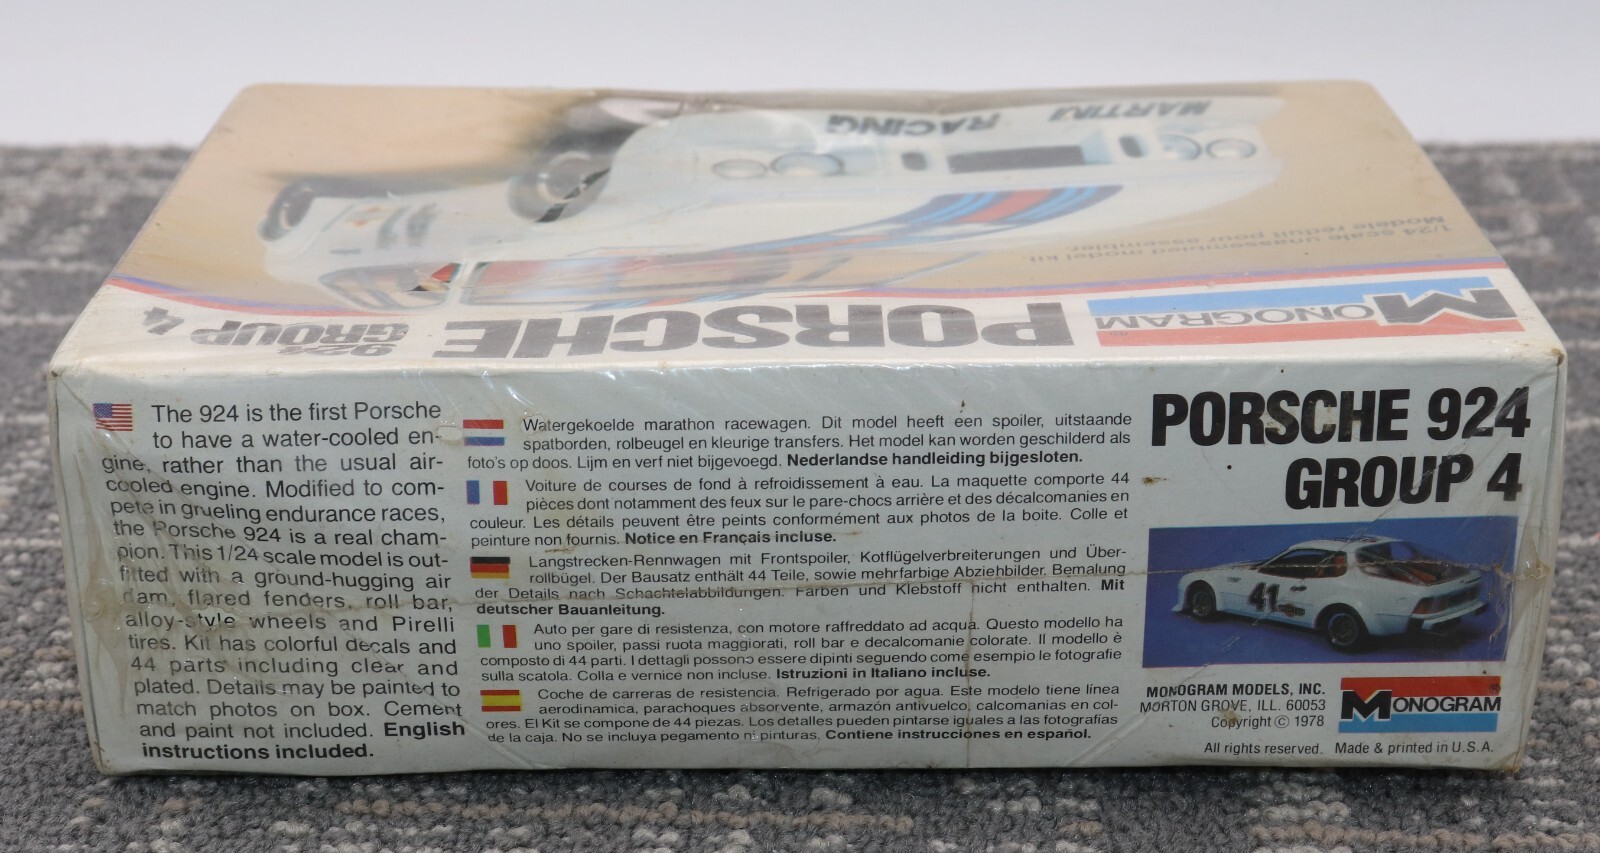 MARTINI RACING
1/24 scale unassembled model kit.
Modèle réduit pour assembler.
MONOGRAM
PORSCHE
924
GROUP 4
The 924 is the first Porsche
to have a water-cooled en-
gine, rather than the usual air-
cooled engine. Modified to com-
pete in grueling endurance races,
the Porsche 924 is a real cham-
pion. This 1/24 scale model is out-
fitted with a ground-hugging air
dam, flared fenders, roll bar,
alloy-style wheels and Pirelli
tires. Kit has colorful decals and
44 parts including clear and
plated. Details may be painted to
match photos on box. Cement
and paint not included. English
instructions included.
Watergekoelde marathon racewagen. Dit model heeft een spoiler, uitstaande
spatborden, rolbeugel en kleurige transfers. Het model kan worden geschilderd als
foto's op doos. Lijm en verf niet bijgevoegd. Nederlandse handleiding bijgesloten.
Voiture de courses de fond à refroidissement à eau. La maquette comporte 44
pièces dont notamment des feux sur le pare-chocs arrière et des décalcomanies en
couleur. Les détails peuvent être peints conformément aux photos de la boite. Colle et
peinture non fournis. Notice en Français incluse.
Langstrecken-Rennwagen mit Frontspoiler, Kotflügelverbreiterungen und Über-
rollbügel. Der Bausatz enthält 44 Teile, sowie mehrfarbige Abziehbilder. Bemalung
der Details nach Schachtelabbildungen. Farben und Klebstoff nicht enthalten. Mit
deutscher Bauanleitung.
Auto per gare di resistenza, con motore raffreddato ad acqua. Questo modello ha
uno spoiler, passi ruota maggiorati, roll bar e decalcomanie colorate. Il modello è
composto di 44 parti. I dettagli possono essere dipinti seguendo come esempio le fotografie
sulla scatola. Colla e vernice non incluse. Istruzioni in Italiano incluse.
Coche de carreras de resistencia. Refrigerado por agua. Este modelo tiene línea
aerodinamica, parachoques absorvente, armazón antivuelco, calcomanias en col-
ores. El Kit se compone de 44 piezas. Los detalles pueden pintarse iguales a las fotografías
de la caja. No se incluya pegamento ni pinturas. Contiene instrucciones en español.
PORSCHE 924
GROUP 4
41
MONOGRAM MODELS, INC.
MORTON GROVE, ILL. 60053
Copyright © 1978
MONOGRAM
All rights reserved. Made & printed in U.S.A.